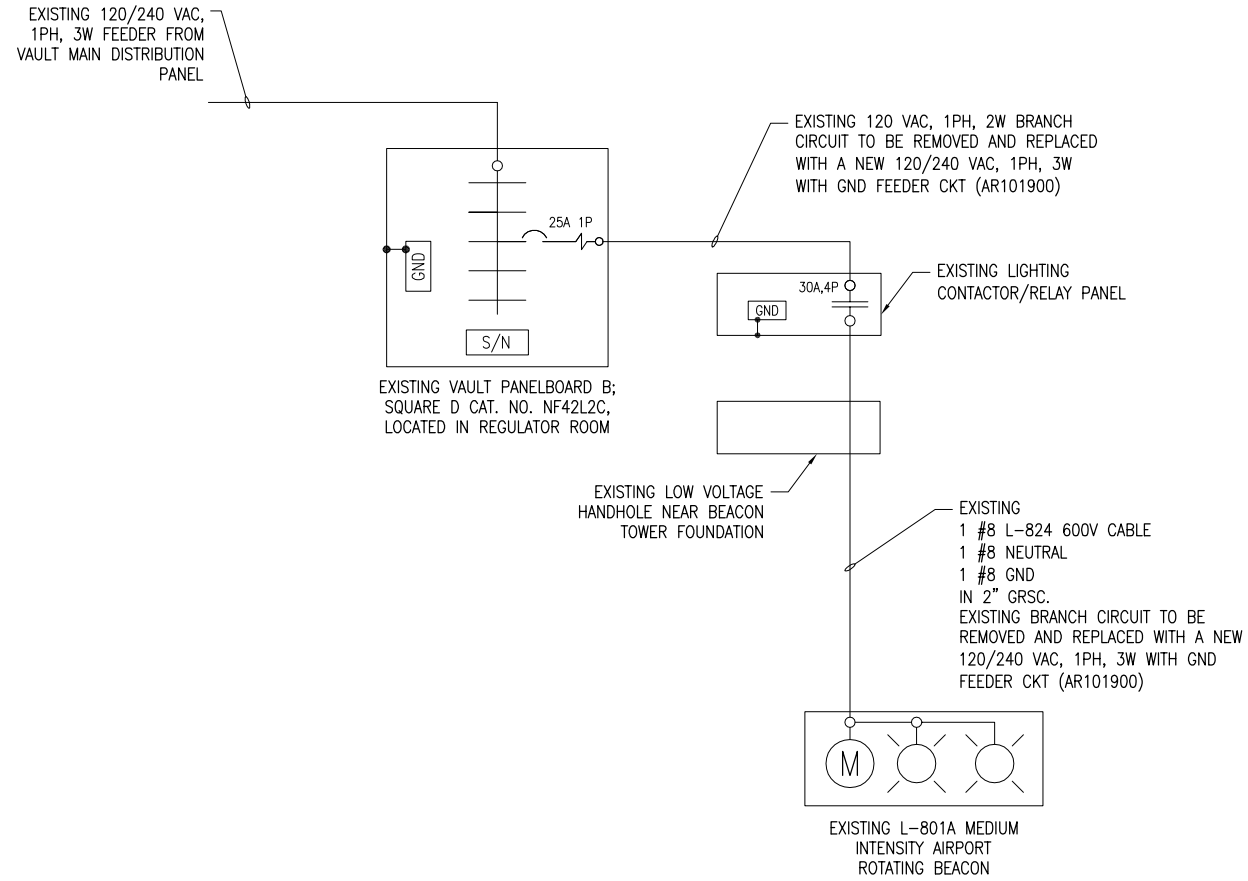 EXISTING 120/240 VAC,
1PH, 3W FEEDER FROM
VAULT MAIN DISTRIBUTION
PANEL
EXISTING 120 VAC, 1PH, 2W BRANCH
CIRCUIT TO BE REMOVED AND REPLACED
WITH A NEW 120/240 VAC, 1PH, 3W
WITH GND FEEDER CKT (AR101900)
25A 1P
GND
S/N
EXISTING VAULT PANELBOARD B;
SQUARE D CAT. NO. NF42L2C,
LOCATED IN REGULATOR ROOM
30A,4P
GND
EXISTING LIGHTING
CONTACTOR/RELAY PANEL
EXISTING LOW VOLTAGE
HANDHOLE NEAR BEACON
TOWER FOUNDATION
EXISTING
1 #8 L-824 600V CABLE
1 #8 NEUTRAL
1 #8 GND
IN 2" GRSC.
EXISTING BRANCH CIRCUIT TO BE
REMOVED AND REPLACED WITH A NEW
120/240 VAC, 1PH, 3W WITH GND
FEEDER CKT (AR101900)
M
EXISTING L-801A MEDIUM
INTENSITY AIRPORT
ROTATING BEACON